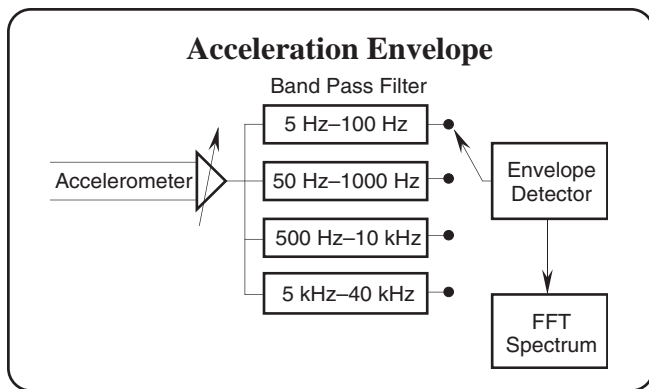 Acceleration Envelope
Band Pass Filter
5 Hz–100 Hz
50 Hz–1000 Hz
500 Hz–10 kHz
5 kHz–40 kHz
Accelerometer
Envelope
Detector
FFT
Spectrum